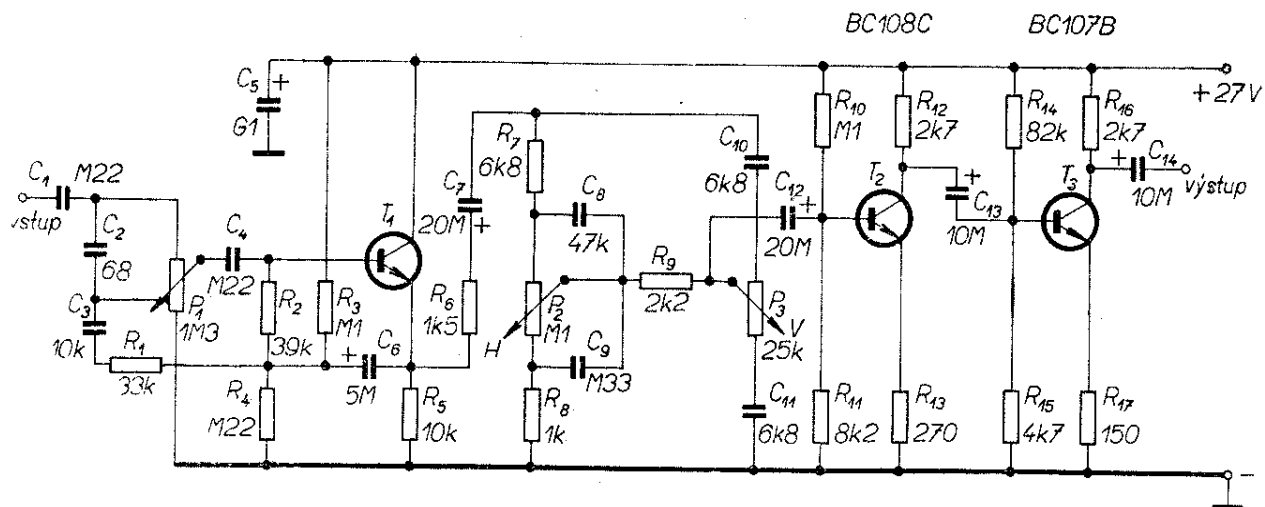 BC108C
BC107B
+27V
C5 +
G1
R10
M1
R12
2k7
R14
82k
R16
2k7
+ C14
10M
výstup
C1
M22
vstup
C2
68
C3
10k
R1
33k
P1
1M3
C4
M22
R2
39k
R3
M1
R4
M22
T1
+ C6
5M
R5
10k
C7
20M
+
R6
1k5
R7
6k8
C8
47k
P2
M1
H
C9
M33
R8
1k
R9
2k2
C10
6k8
C12
+
20M
P3
V
25k
C11
6k8
T2
+
C13
10M
T3
R11
8k2
R13
270
R15
4k7
R17
150
-